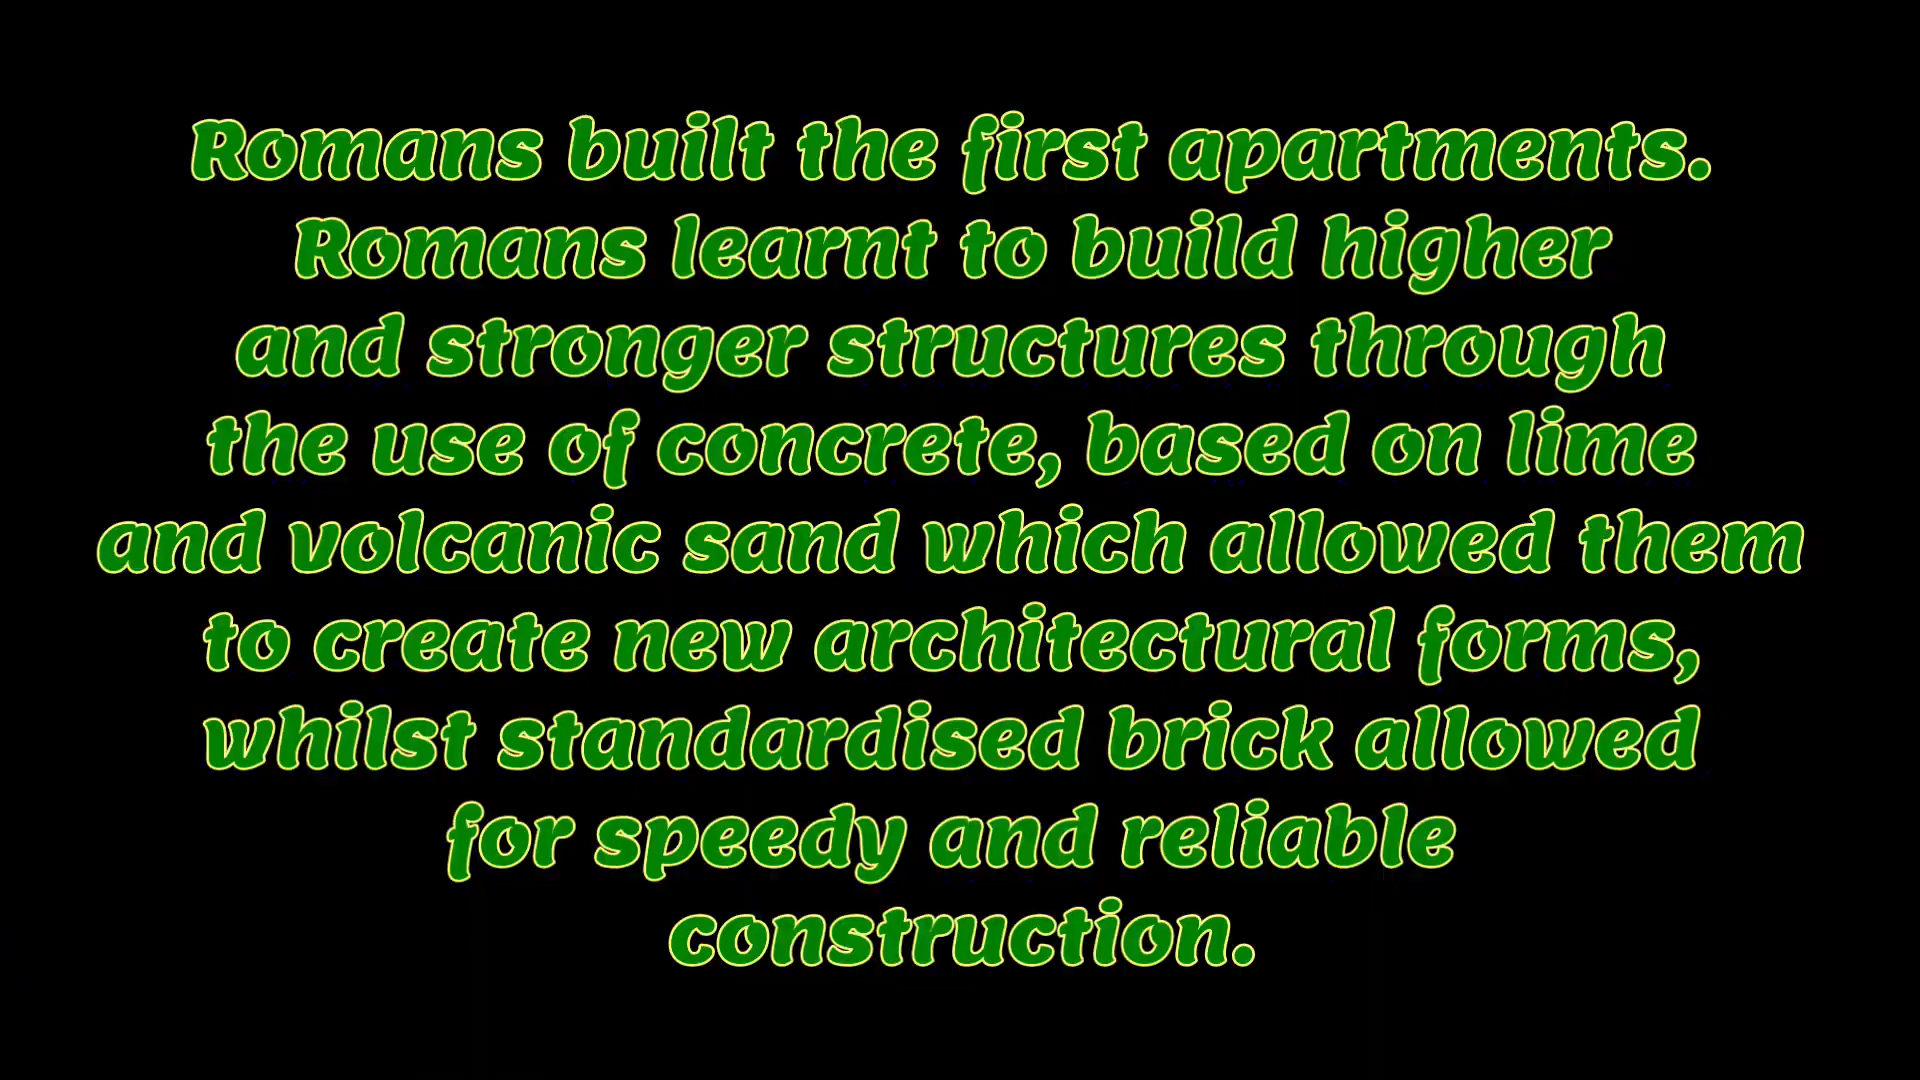 Romans built the first apartments.
Romans learnt to build higher
and stronger structures through
the use of concrete, based on lime
and volcanic sand which allowed them
to create new architectural forms,
whilst standardised brick allowed
for speedy and reliable
construction.